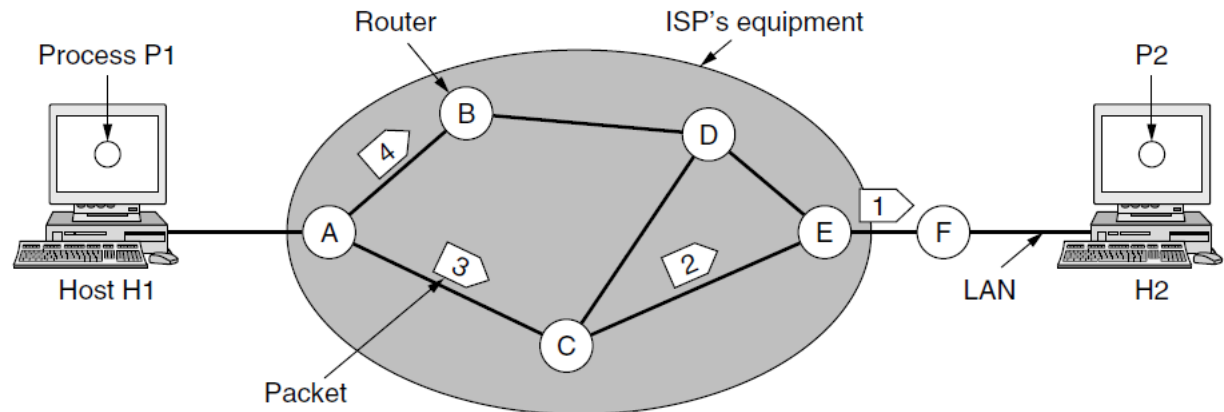 Router
ISP's equipment
Process P1
P2
B
D
4
1
A
E
F
3
2
Host H1
LAN
H2
C
Packet